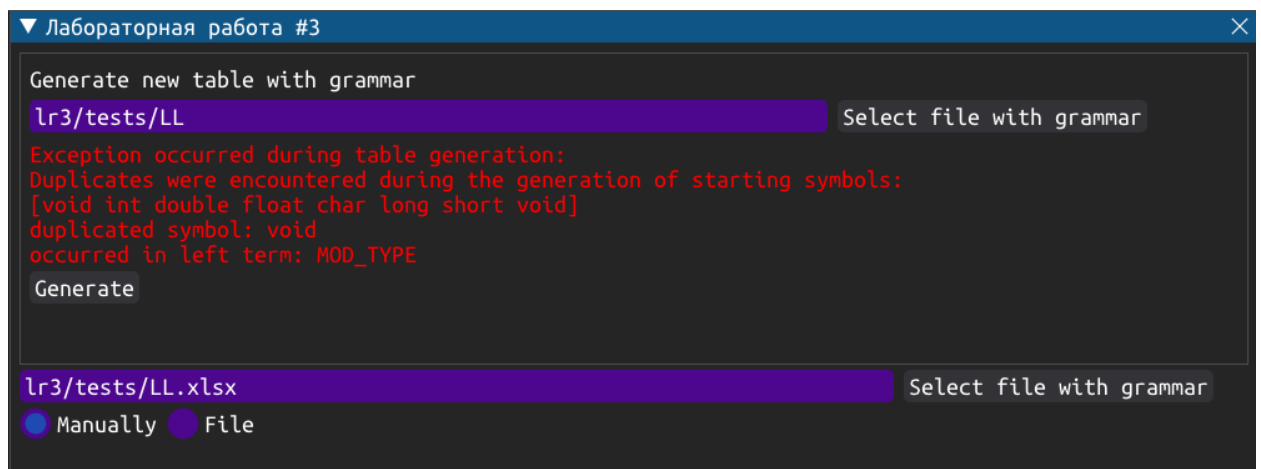 Лабораторная работа #3
Generate new table with grammar
lr3/tests/LL Select file with grammar
Exception occurred during table generation:
Duplicates were encountered during the generation of starting symbols:
[void int double float char long short void]
duplicated symbol: void
occurred in left term: MOD_TYPE
Generate
lr3/tests/LL.xlsx Select file with grammar
Manually File